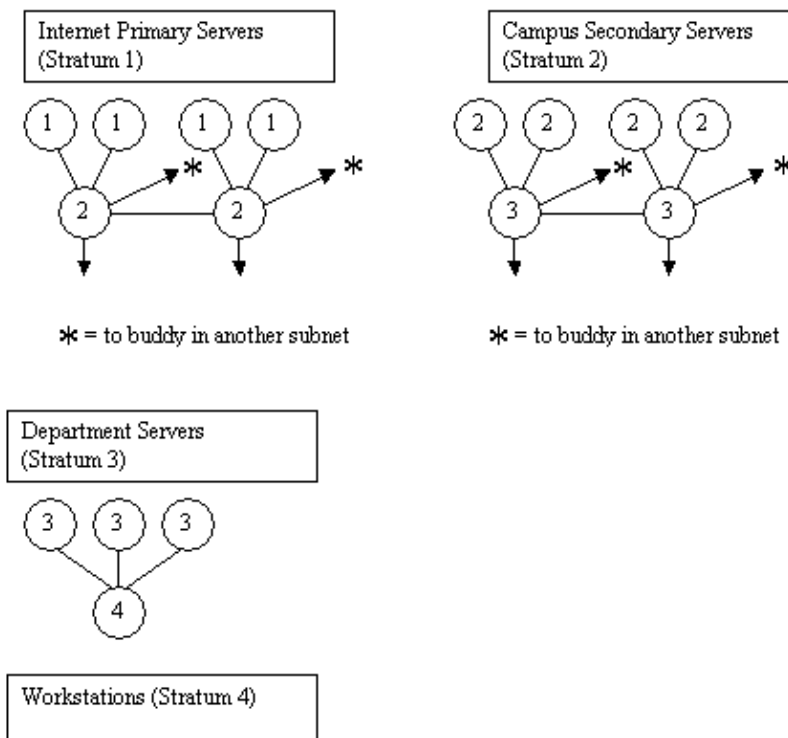 Internet Primary Servers
(Stratum 1)
1 1 1 1
*
*
2 2
* = to buddy in another subnet
Campus Secondary Servers
(Stratum 2)
2 2 2 2
*
*
3 3
* = to buddy in another subnet
Department Servers
(Stratum 3)
3 3 3
4
Workstations (Stratum 4)